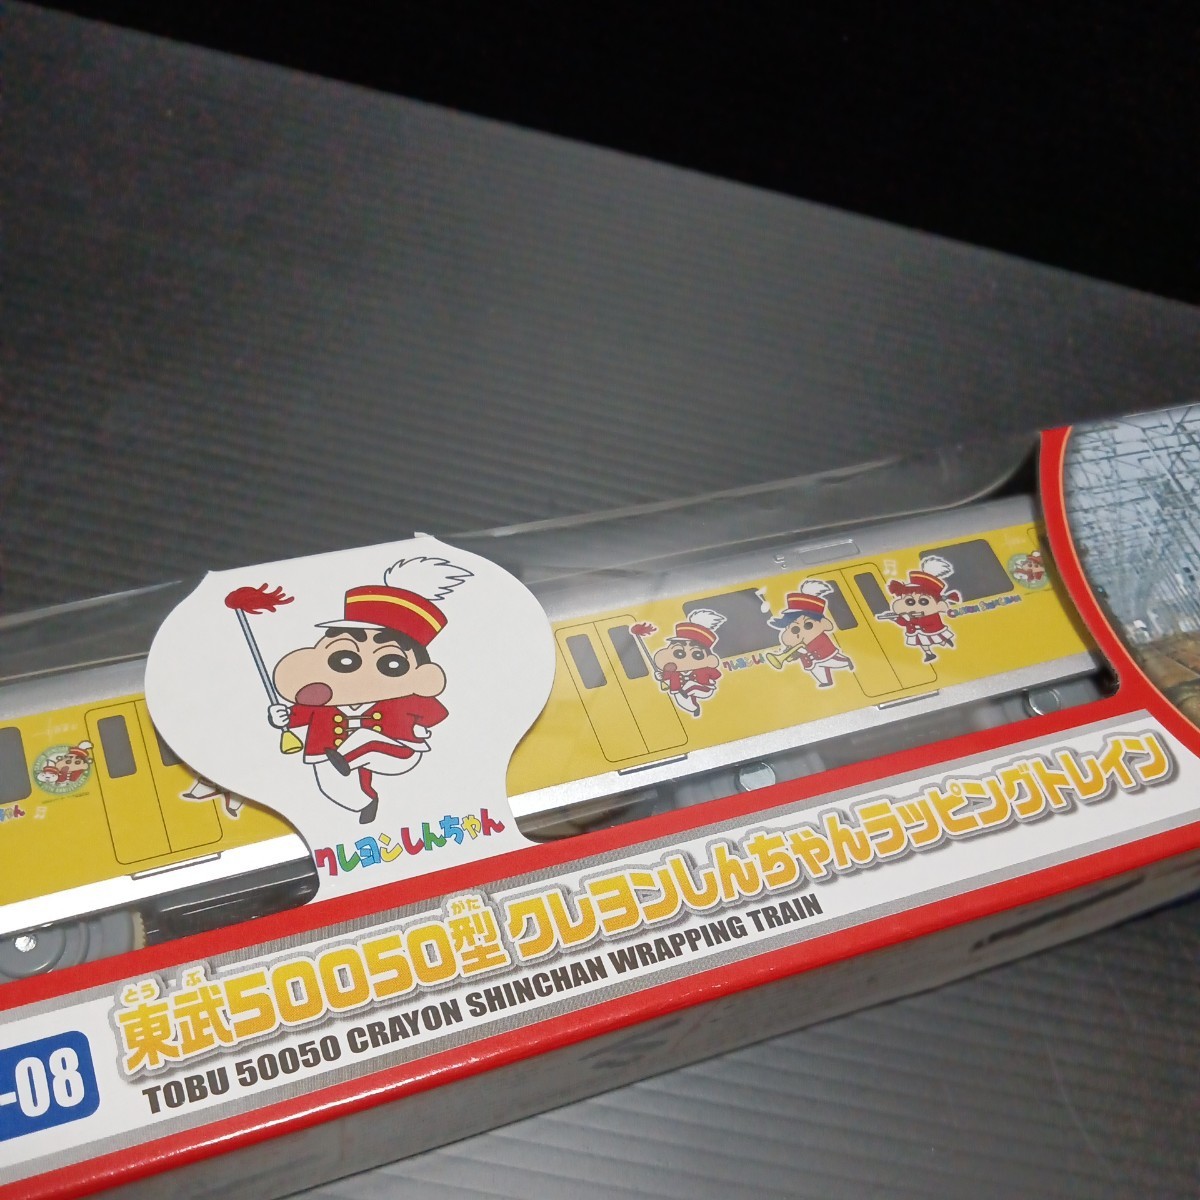 クレヨンしんちゃん
とうぶ がた
東武50050型 クレヨンしんちゃんラッピングトレイン
TOBU 50050 CRAYON SHINCHAN WRAPPING TRAIN
-08